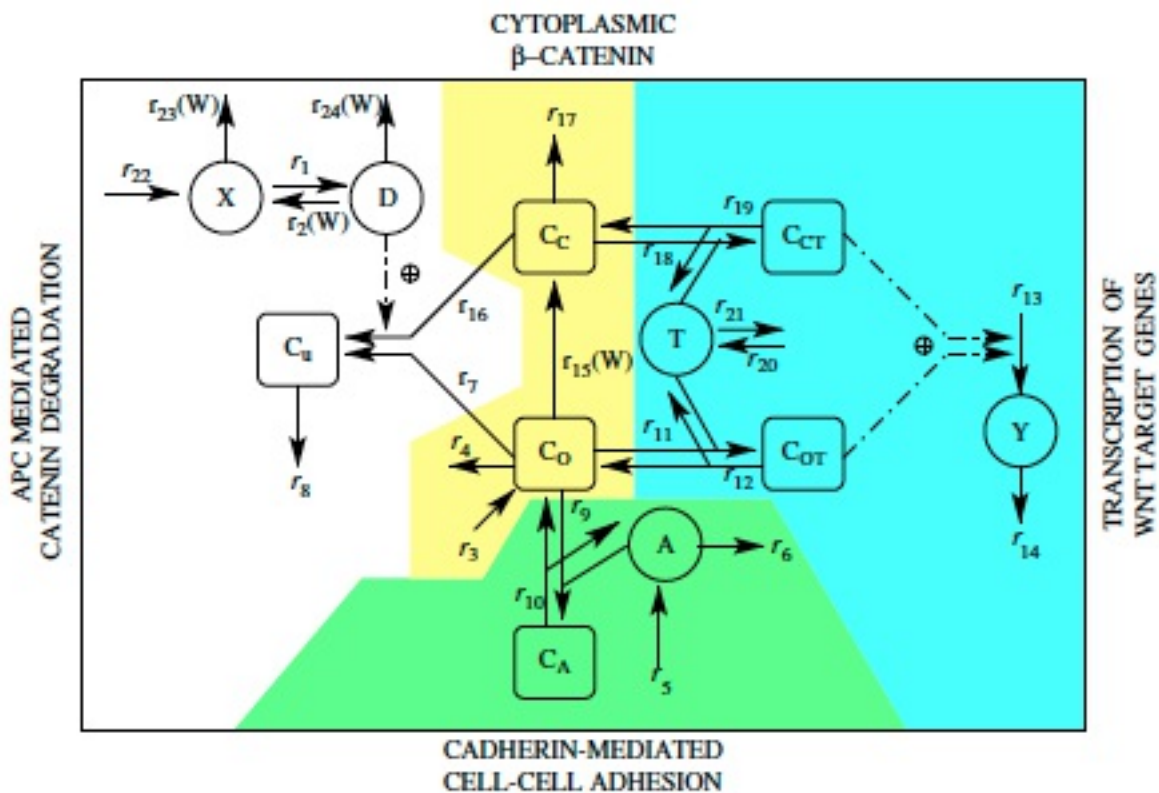 CYTOPLASMIC
β–CATENIN
r23(W)
r24(W)
r17
r22
X
r1
r2(W)
D
CC
r19
r18
CCT
⊕
r16
Cu
r7
r15(W)
T
r21
r20
⊕
r13
Y
r14
r8
r4
r3
CO
r11
r12
COT
r9
r10
A
r6
r5
CA
APC MEDIATED
CATENIN DEGRADATION
TRANSCRIPTION OF
WNT TARGET GENES
CADHERIN-MEDIATED
CELL-CELL ADHESION